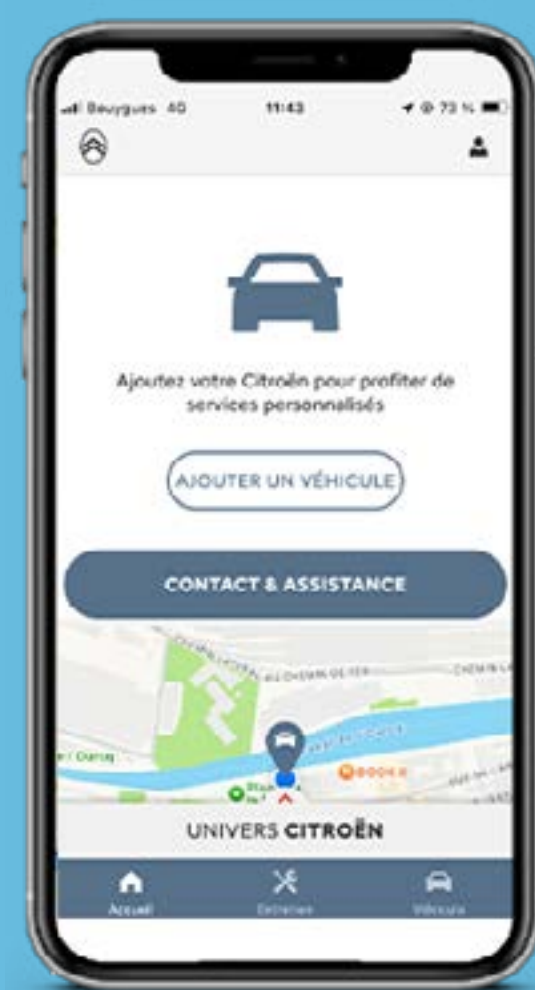 Bouygues 4G 11:43 73 %
Ajoutez votre Citroën pour profiter de
services personnalisés
AJOUTER UN VÉHICULE
CONTACT & ASSISTANCE
UNIVERS CITROËN
Accueil Entretien Véhicule